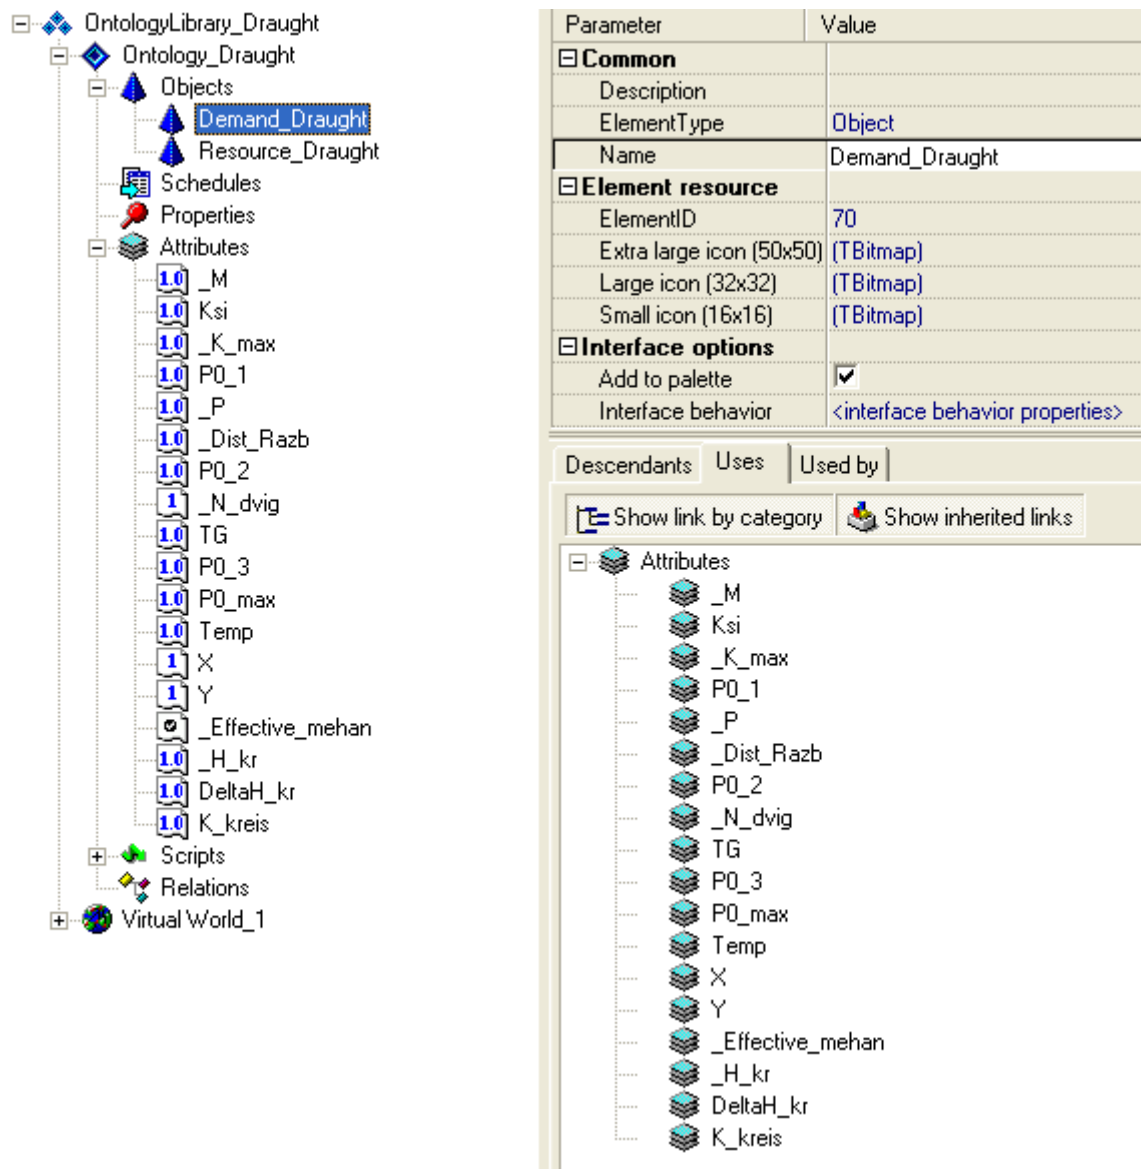 OntologyLibrary_Draught
Ontology_Draught
Objects
Demand_Draught
Resource_Draught
Schedules
Properties
Attributes
1.0 _M
1.0 Ksi
1.0 _K_max
1.0 P0_1
1.0 _P
1.0 _Dist_Razb
1.0 P0_2
1 _N_dvig
1.0 TG
1.0 P0_3
1.0 P0_max
1.0 Temp
1 X
1 Y
_Effective_mehan
1.0 _H_kr
1.0 DeltaH_kr
1.0 K_kreis
Scripts
Relations
Virtual World_1
Parameter Value
Common
Description
ElementType Object
Name Demand_Draught
Element resource
ElementID 70
Extra large icon (50x50) (TBitmap)
Large icon (32x32) (TBitmap)
Small icon (16x16) (TBitmap)
Interface options
Add to palette
Interface behavior <interface behavior properties>
Descendants Uses Used by
Show link by category Show inherited links
Attributes
_M
Ksi
_K_max
P0_1
_P
_Dist_Razb
P0_2
_N_dvig
TG
P0_3
P0_max
Temp
X
Y
_Effective_mehan
_H_kr
DeltaH_kr
K_kreis